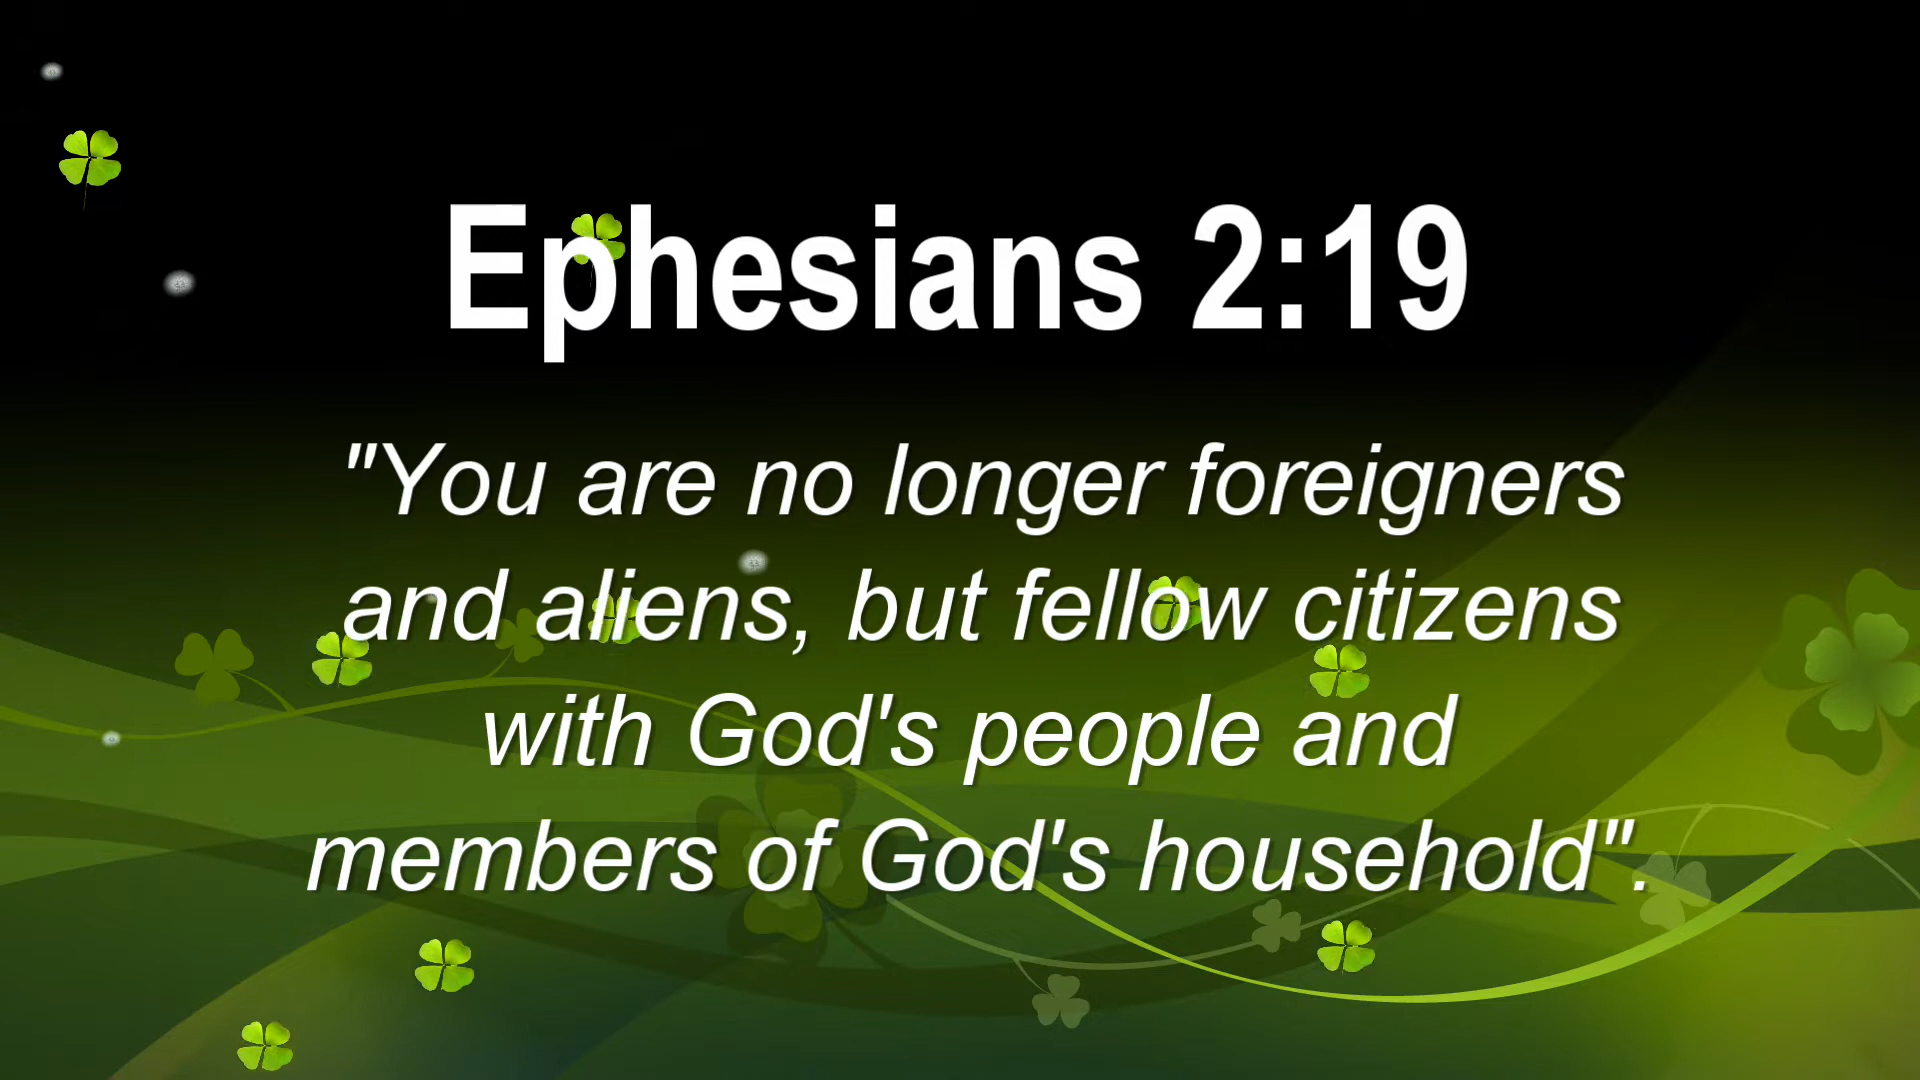 Ephesians 2:19
"You are no longer foreigners
and aliens, but fellow citizens
with God's people and
members of God's household".